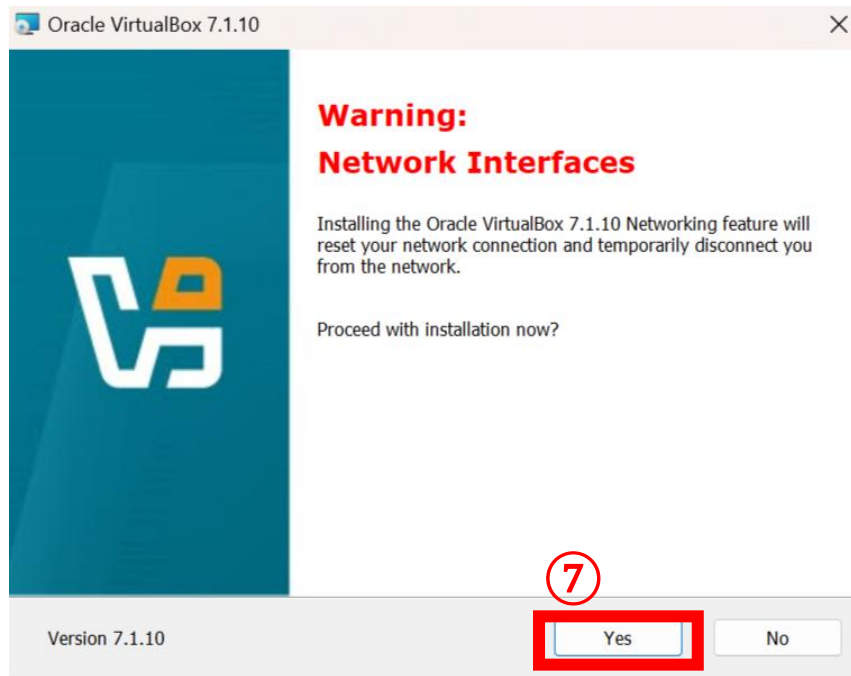 Oracle VirtualBox 7.1.10
Warning:
Network Interfaces
Installing the Oracle VirtualBox 7.1.10 Networking feature will
reset your network connection and temporarily disconnect you
from the network.
Proceed with installation now?
⑦
Version 7.1.10
Yes
No